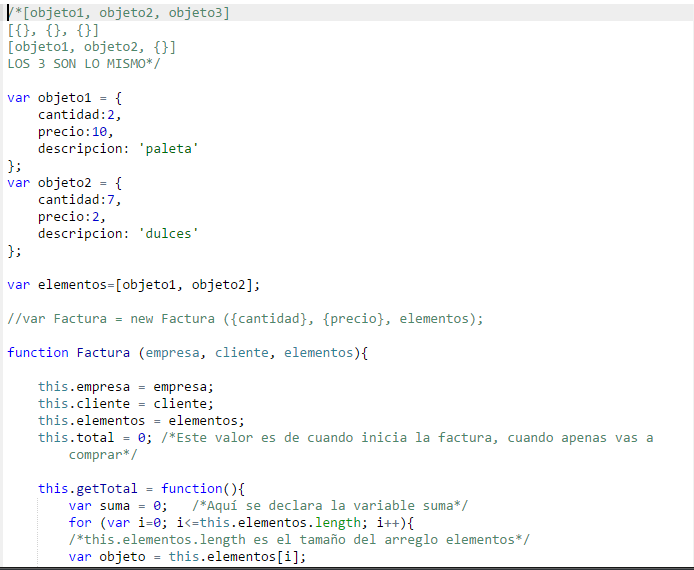 /*[objeto1, objeto2, objeto3]
[{}, {}, {}]
[objeto1, objeto2, {}]
LOS 3 SON LO MISMO*/
var objeto1 = {
cantidad:2,
precio:10,
descripcion: 'paleta'
};
var objeto2 = {
cantidad:7,
precio:2,
descripcion: 'dulces'
};
var elementos=[objeto1, objeto2];
//var Factura = new Factura ({cantidad}, {precio}, elementos);
function Factura (empresa, cliente, elementos){
this.empresa = empresa;
this.cliente = cliente;
this.elementos = elementos;
this.total = 0; /*Este valor es de cuando inicia la factura, cuando apenas vas a
comprar*/
this.getTotal = function(){
var suma = 0; /*Aquí se declara la variable suma*/
for (var i=0; i<=this.elementos.length; i++){
/*this.elementos.length es el tamaño del arreglo elementos*/
var objeto = this.elementos[i];